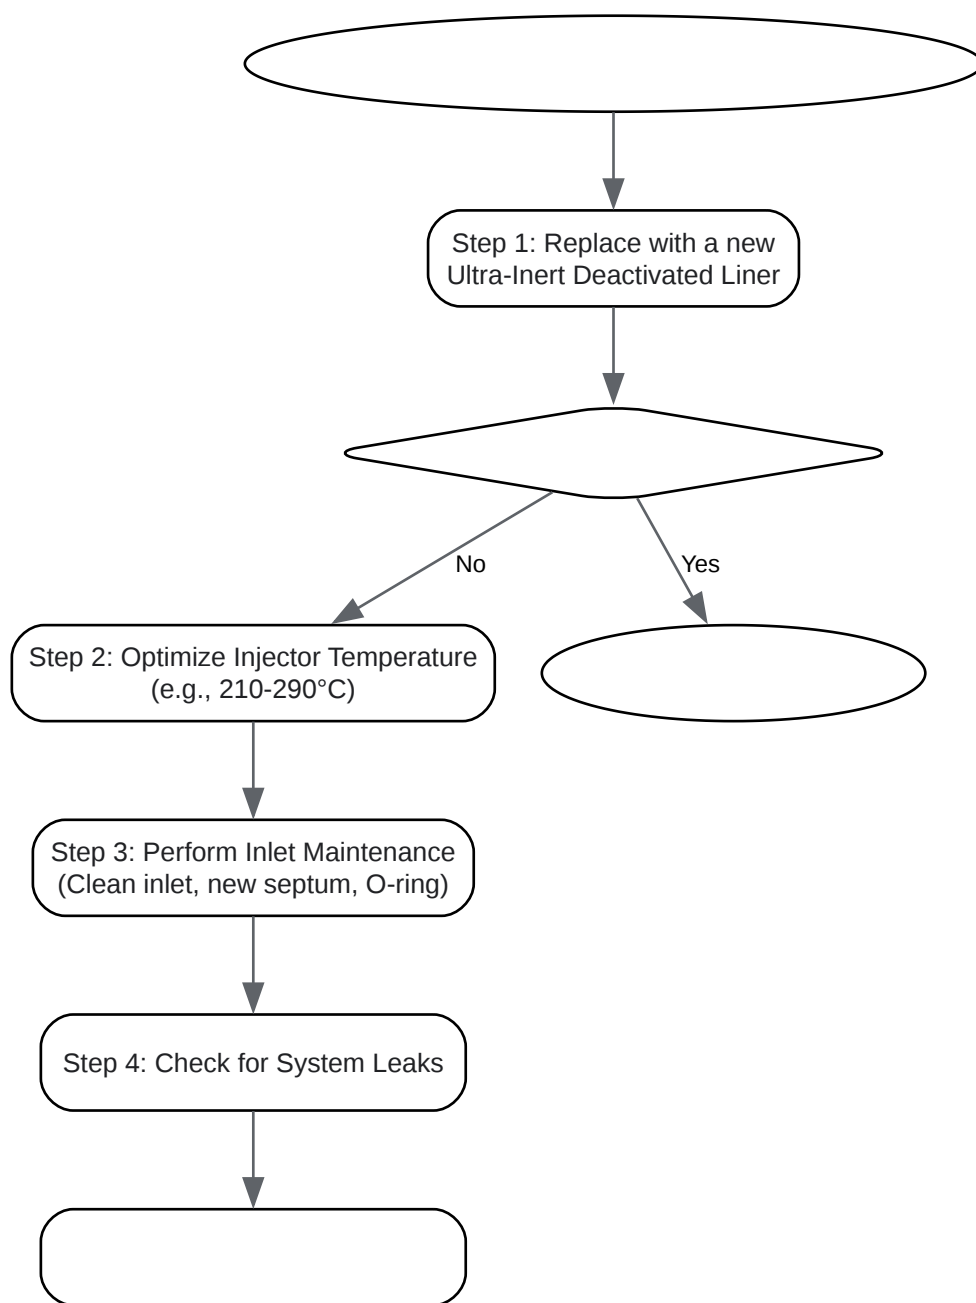 Step 1: Replace with a new
Ultra-Inert Deactivated Liner
No
Yes
Step 2: Optimize Injector Temperature
(e.g., 210-290°C)
Step 3: Perform Inlet Maintenance
(Clean inlet, new septum, O-ring)
Step 4: Check for System Leaks